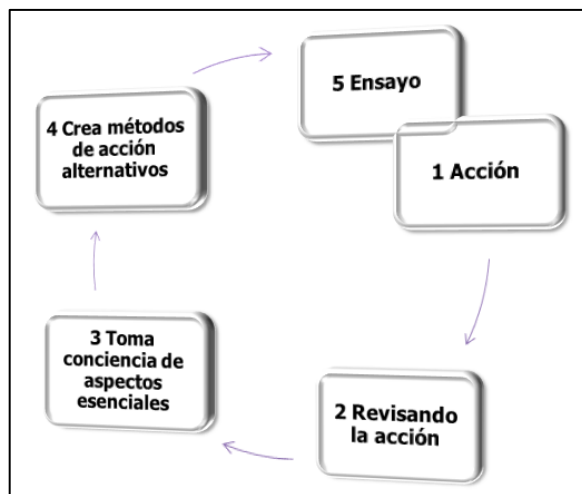 5 Ensayo
1 Acción
2 Revisando
la acción
3 Toma
conciencia de
aspectos
esenciales
4 Crea métodos
de acción
alternativos